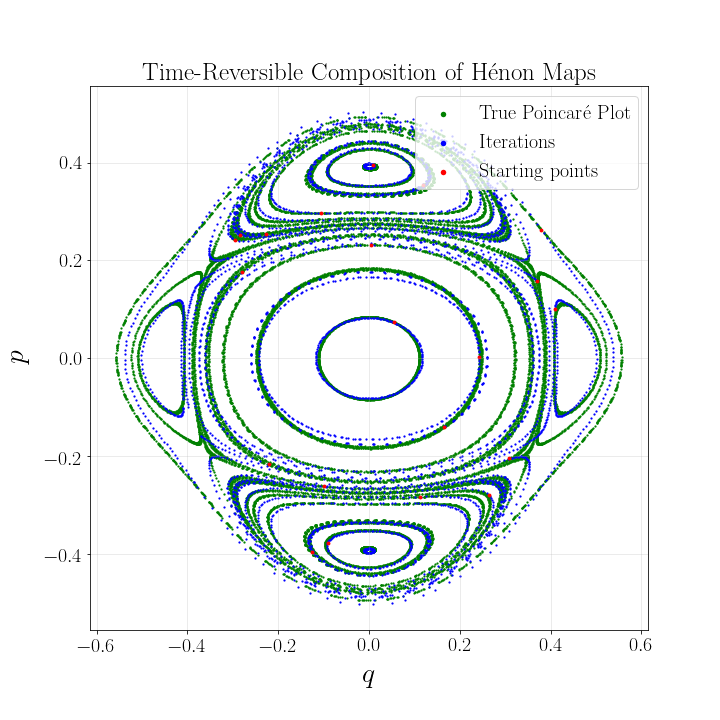 Time-Reversible Composition of Hénon Maps
True Poincaré Plot
Iterations
Starting points
0.4
0.2
0.0
−0.2
−0.4
p
−0.6
−0.4
−0.2
0.0
0.2
0.4
0.6
q